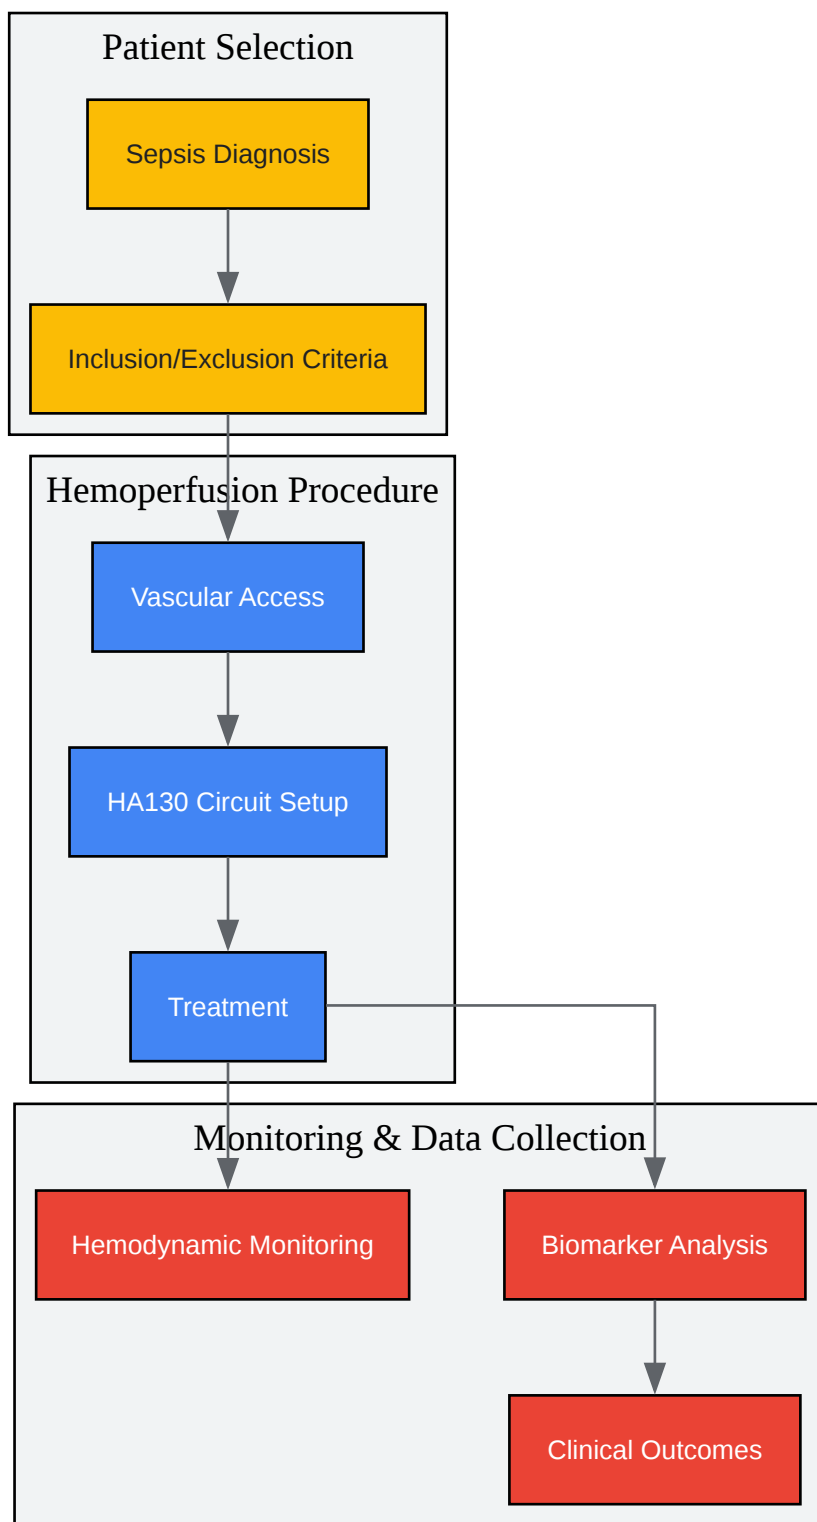 Patient Selection
Sepsis Diagnosis
Inclusion/Exclusion Criteria
Hemoperfusion Procedure
Vascular Access
HA130 Circuit Setup
Treatment
Monitoring & Data Collection
Hemodynamic Monitoring
Biomarker Analysis
Clinical Outcomes